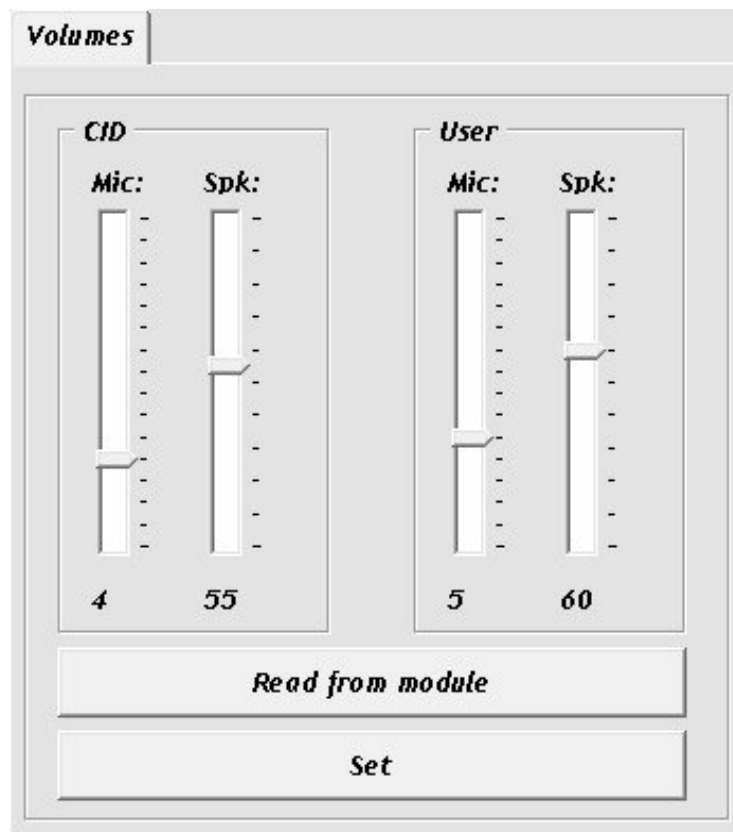 Volumes
CID User
Mic: Spk: Mic: Spk:
4 55 5 60
Read from module
Set